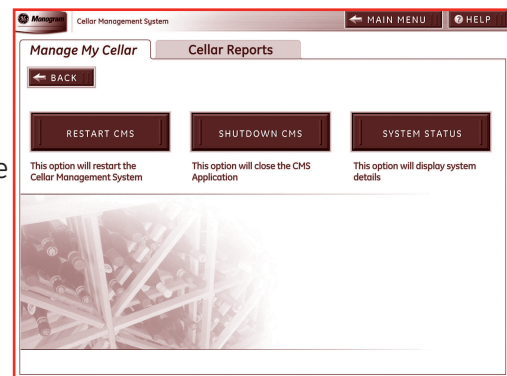 GE Monogram Cellar Management System MAIN MENU HELP
Manage My Cellar Cellar Reports
BACK
RESTART CMS SHUTDOWN CMS SYSTEM STATUS
This option will restart the Cellar Management System
This option will close the CMS Application
This option will display system details
e